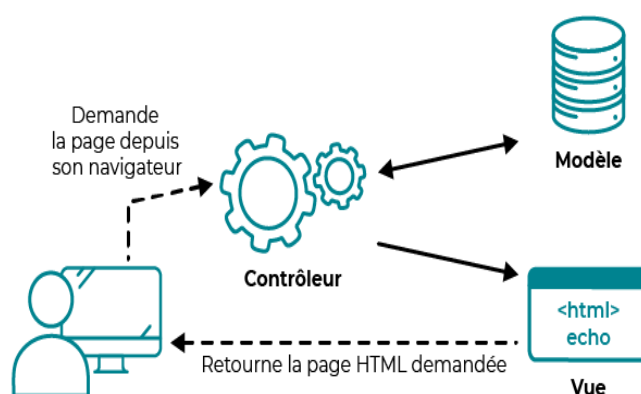 Demande
la page depuis
son navigateur
Modèle
Contrôleur
<html>
echo
Retourne la page HTML demandée
Vue